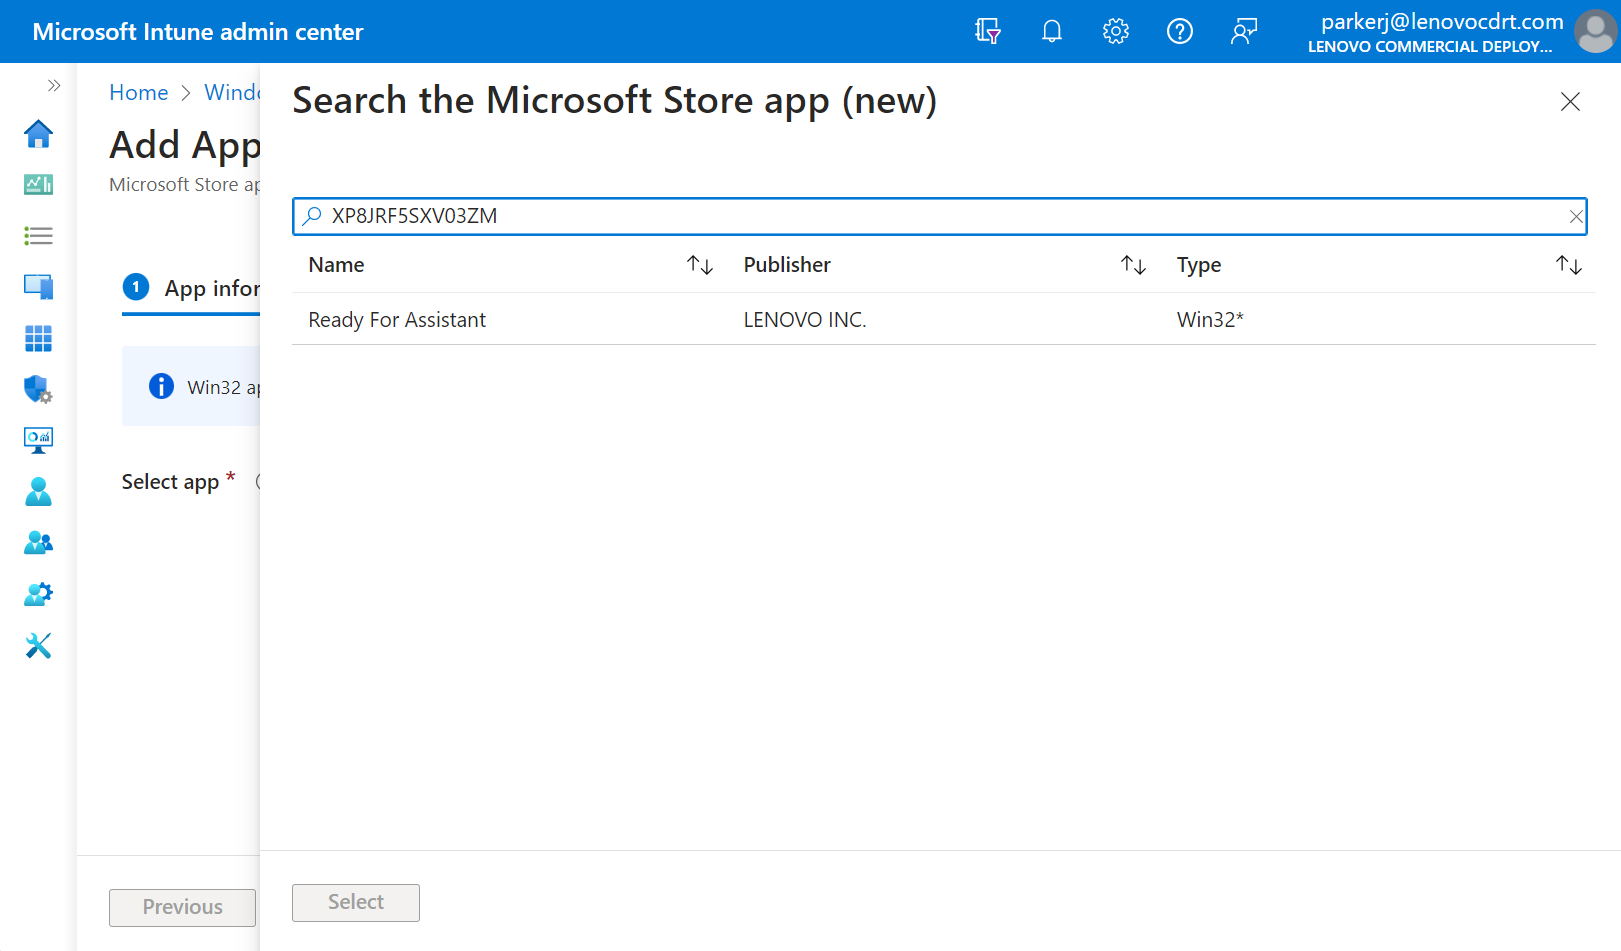 Microsoft Intune admin center
parkerj@lenovocdrt.com
LENOVO COMMERCIAL DEPLOY...
Home > Windo
Add App
Microsoft Store ap
1 App infor
Win32 ap
Select app *
Previous
Search the Microsoft Store app (new)
XP8JRF5SXV03ZM
Name Publisher Type
Ready For Assistant LENOVO INC. Win32*
Select